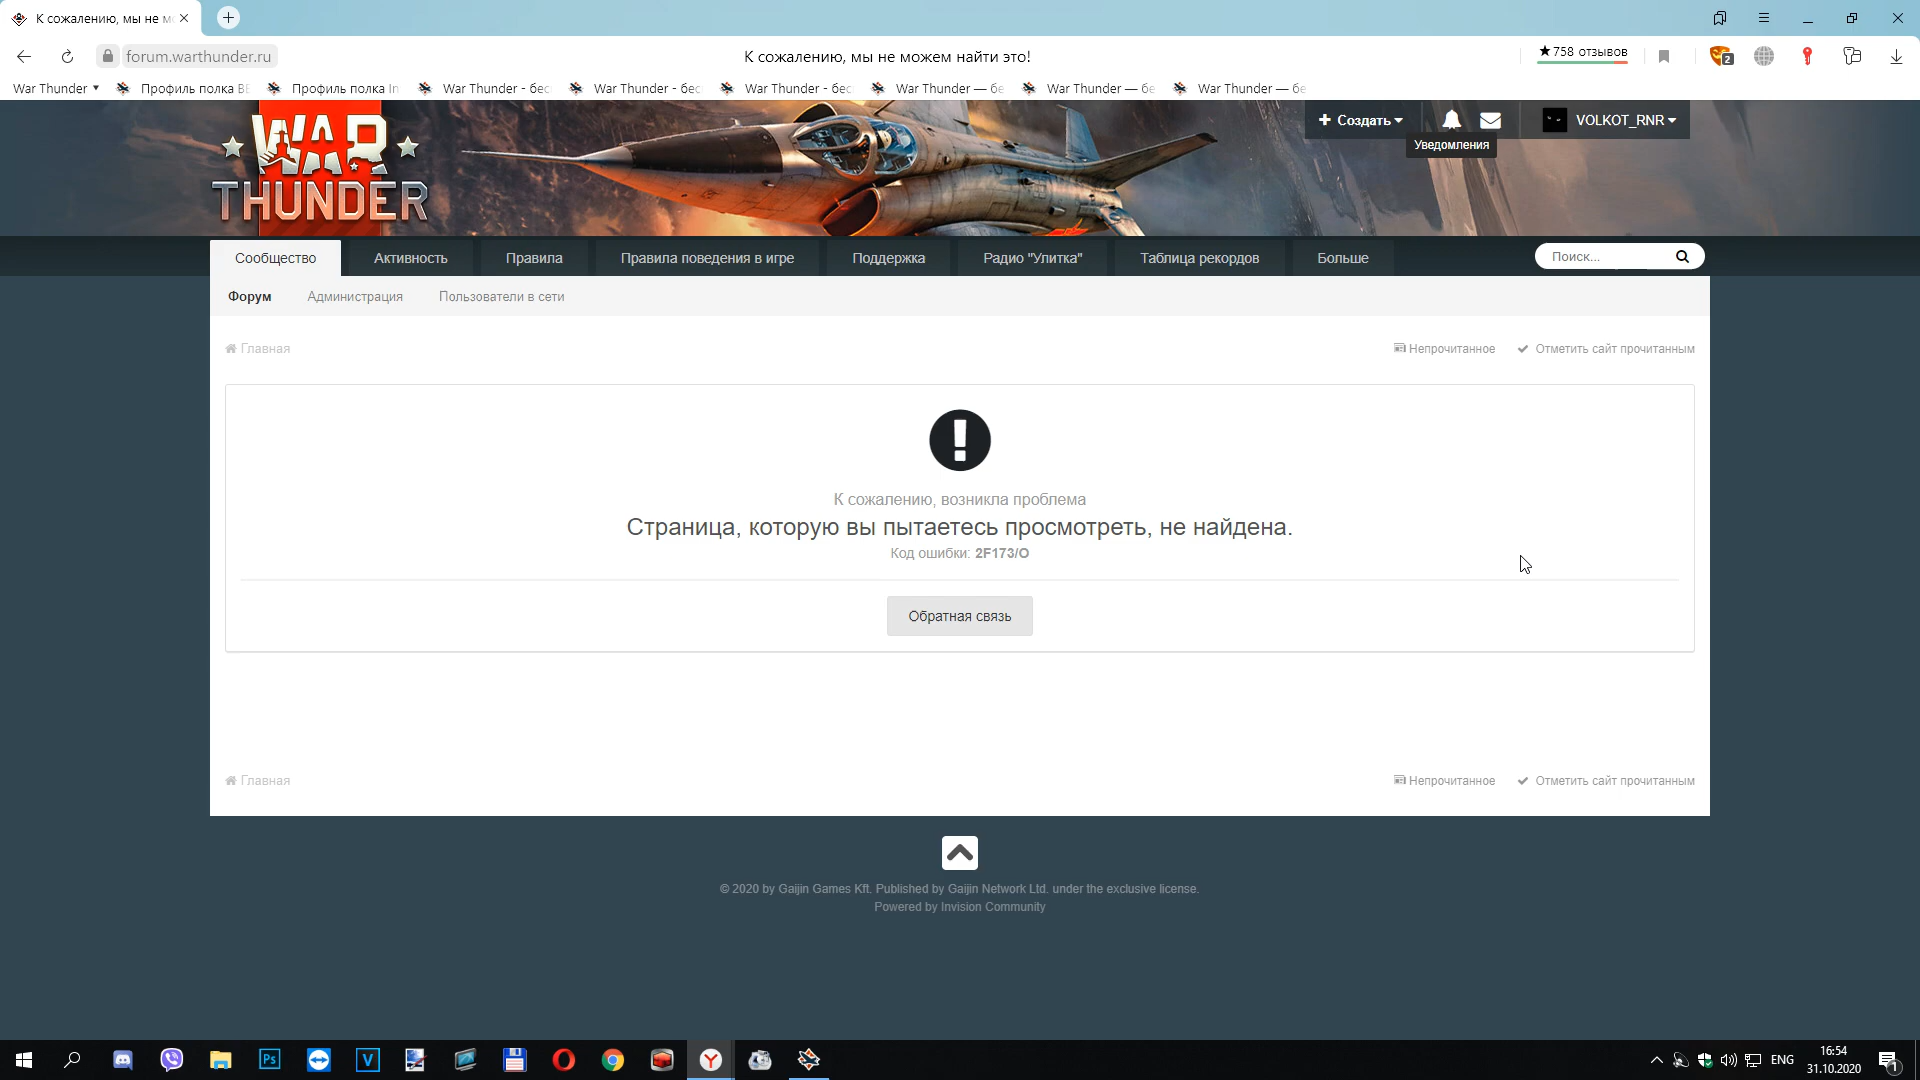 К сожалению, мы не м
forum.warthunder.ru
К сожалению, мы не можем найти это!
★758 отзывов
2
War Thunder
Профиль полка
Профиль полка In
War Thunder - бес
War Thunder - бес
War Thunder - бес
War Thunder — бе
War Thunder — бе
War Thunder — бе
WAR
THUNDER
Создать
VOLKOT_RNR
Уведомления
Сообщество
Активность
Правила
Правила поведения в игре
Поддержка
Радио "Улитка"
Таблица рекордов
Больше
Поиск...
Форум
Администрация
Пользователи в сети
Главная
Непрочитанное
Отметить сайт прочитанным
К сожалению, возникла проблема
Страница, которую вы пытаетесь просмотреть, не найдена.
Код ошибки: 2F173/O
Обратная связь
Главная
Непрочитанное
Отметить сайт прочитанным
© 2020 by Gaijin Games Kft. Published by Gaijin Network Ltd. under the exclusive license.
Powered by Invision Community
Ps
V
Y
ENG
16:54
31.10.2020
1